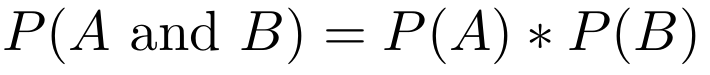 P(A and B) = P(A) * P(B)